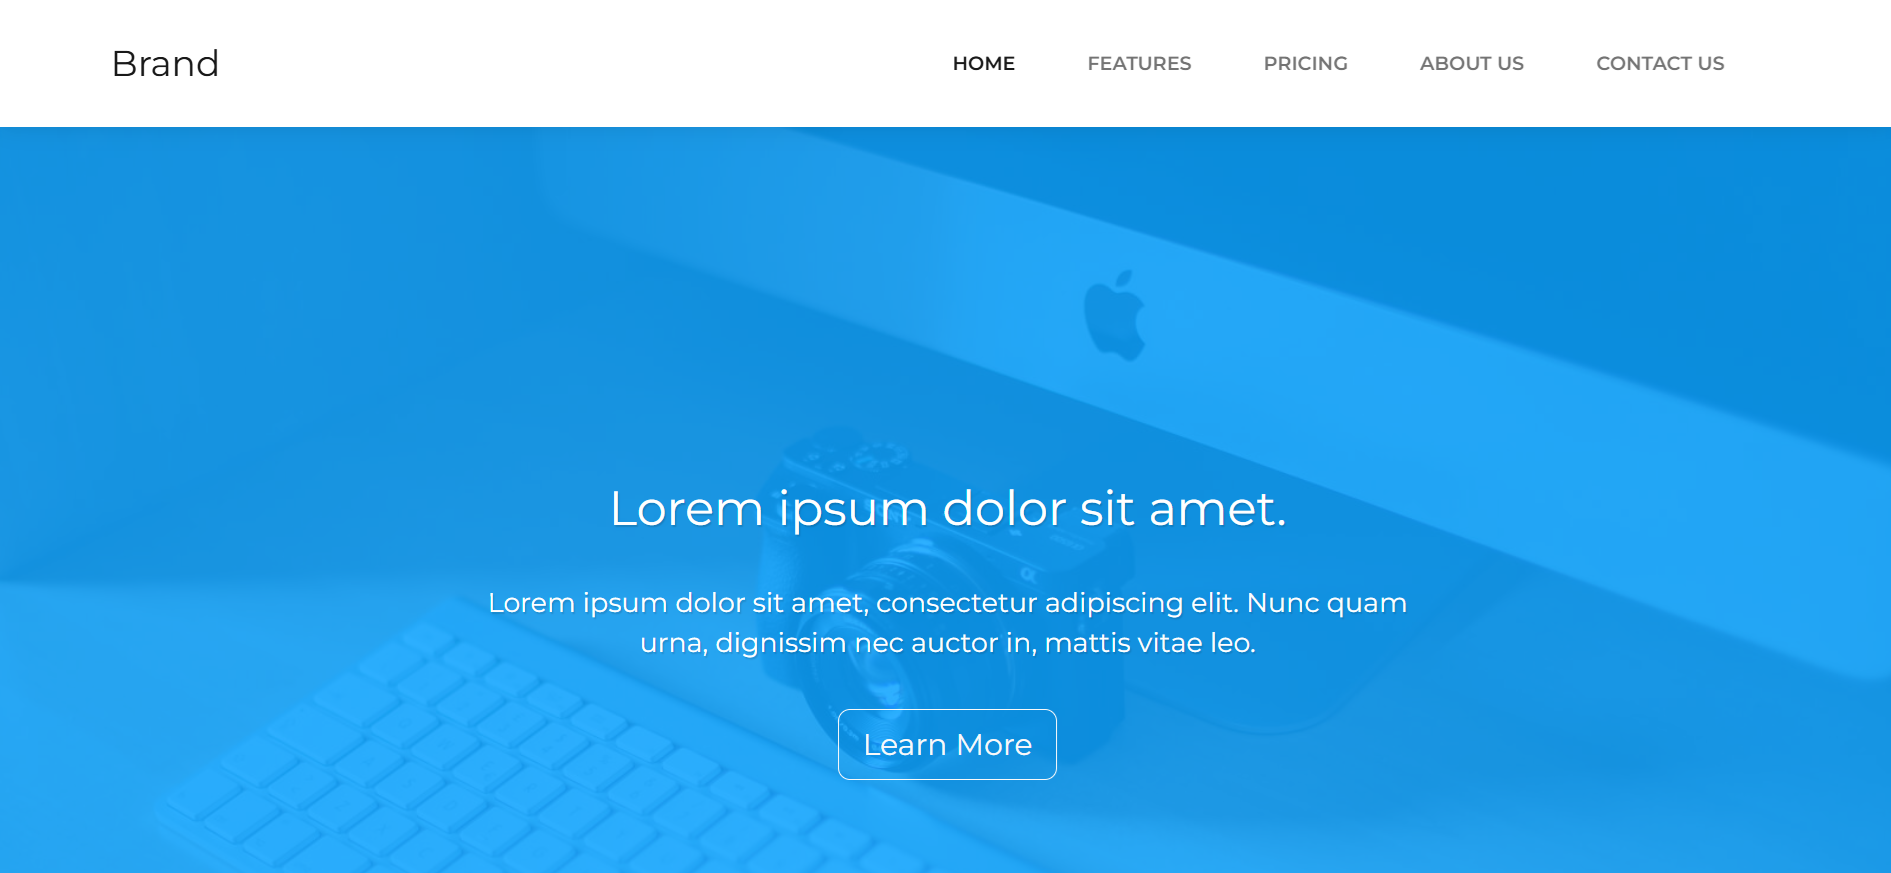 Brand
HOME FEATURES PRICING ABOUT US CONTACT US
Lorem ipsum dolor sit amet.
Lorem ipsum dolor sit amet, consectetur adipiscing elit. Nunc quam
urna, dignissim nec auctor in, mattis vitae leo.
Learn More